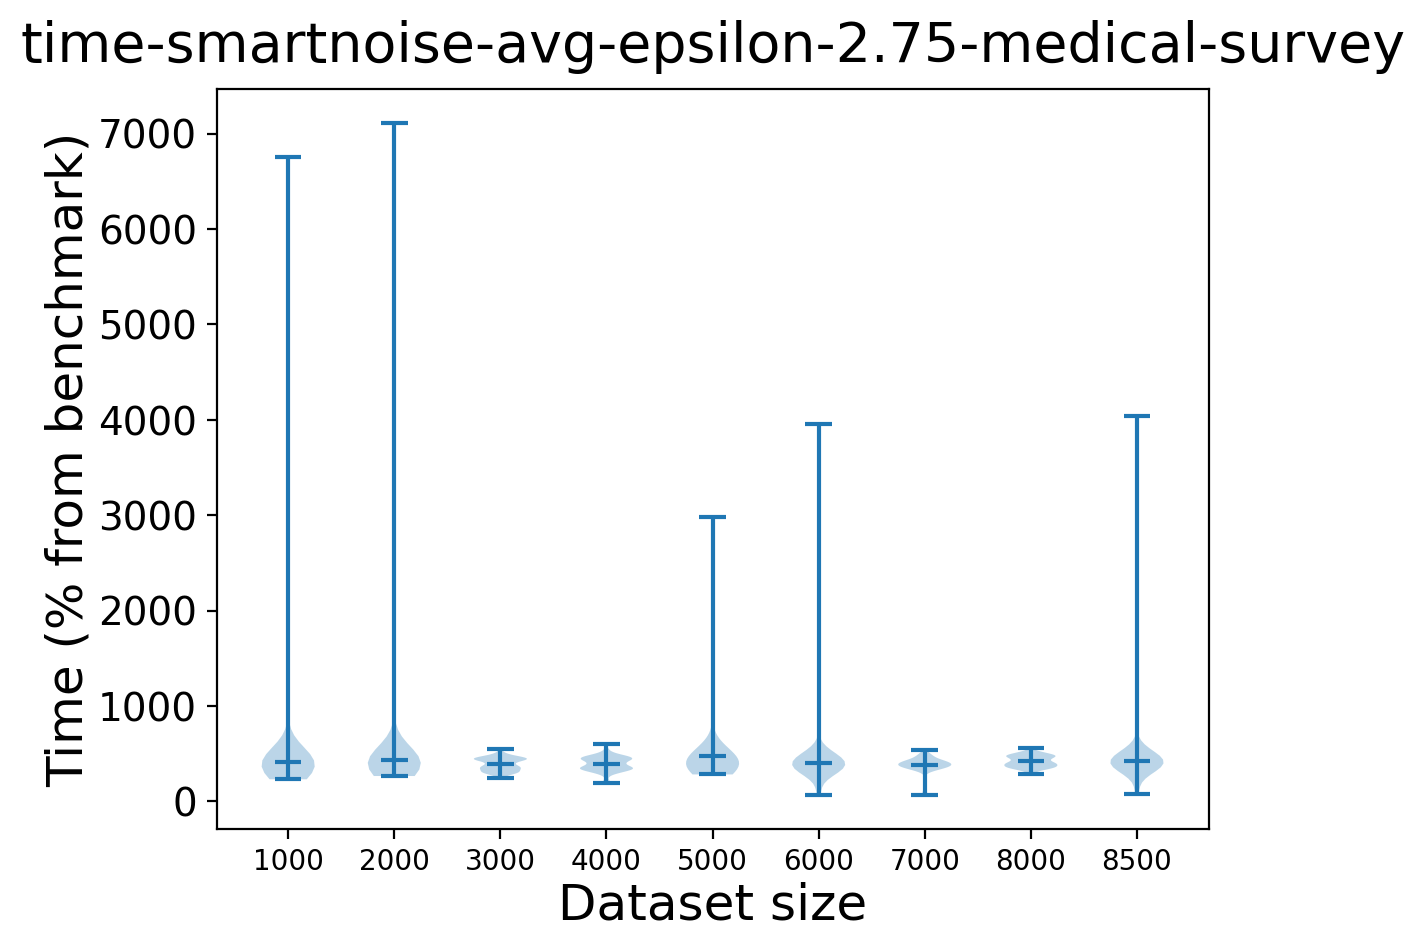 time-smartnoise-avg-epsilon-2.75-medical-survey
Time (% from benchmark)
7000
6000
5000
4000
3000
2000
1000
0
1000 2000 3000 4000 5000 6000 7000 8000 8500
Dataset size